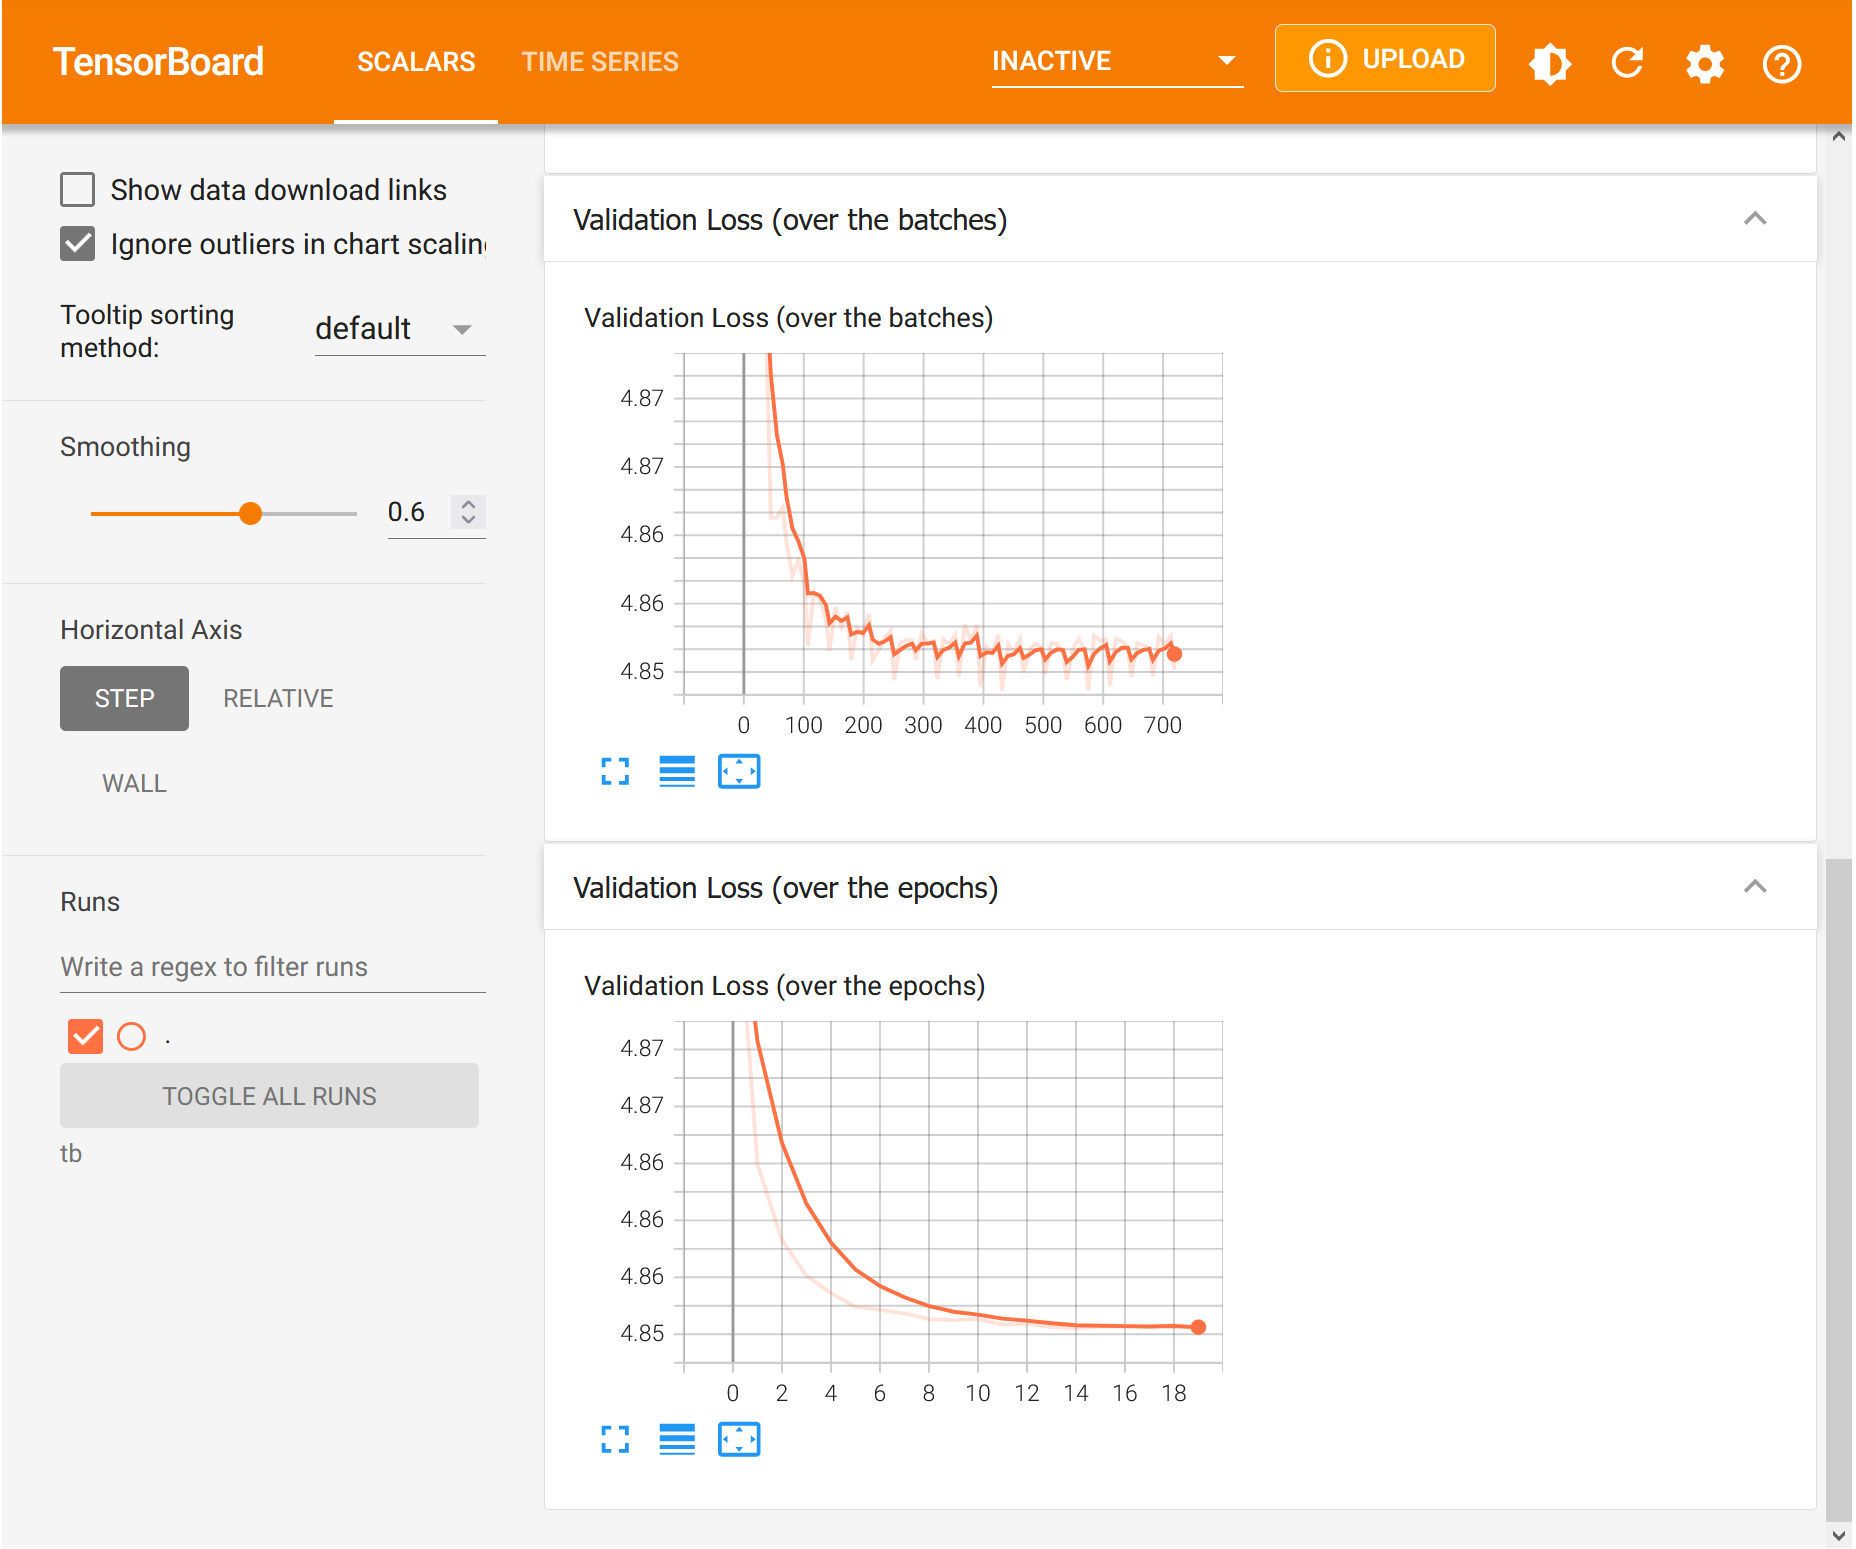 TensorBoard SCALARS TIME SERIES INACTIVE UPLOAD
Show data download links
Ignore outliers in chart scaling
Tooltip sorting
method:
default
Smoothing
0.6
Horizontal Axis
STEP RELATIVE
WALL
Runs
Write a regex to filter runs
.
TOGGLE ALL RUNS
tb
Validation Loss (over the batches)
Validation Loss (over the batches)
4.87
4.87
4.86
4.86
4.85
0 100 200 300 400 500 600 700
Validation Loss (over the epochs)
Validation Loss (over the epochs)
4.87
4.87
4.86
4.86
4.86
4.85
0 2 4 6 8 10 12 14 16 18